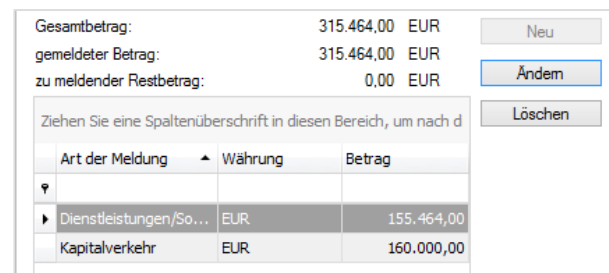 Gesamtbetrag: 315.464,00 EUR Neu
gemeldeter Betrag: 315.464,00 EUR
zu meldender Restbetrag: 0,00 EUR Ändern
Löschen
Ziehen Sie eine Spaltenüberschrift in diesen Bereich, um nach d
Art der Meldung Währung Betrag
Dienstleistungen/So... EUR 155.464,00
Kapitalverkehr EUR 160.000,00